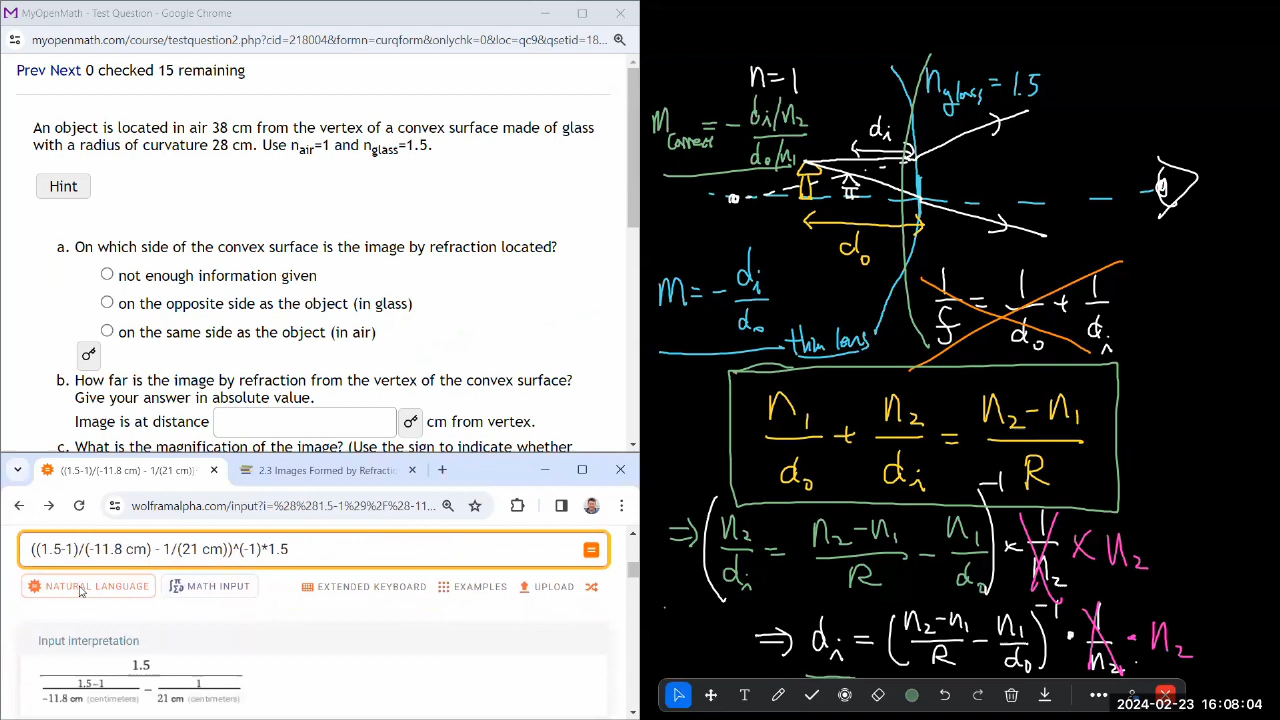 MyOpenMath - Test Question - Google Chrome
myopenmath.com/course/testquestion2.php?cid=218004&formn=curqform&onlychk=0&loc=qc9&qsetid=18...
Prev Next 0 checked 15 remaining
An object is located in air 38 cm from the vertex of a convex surface made of glass
with a radius of curvature 28 cm. Use nair=1 and nglass=1.5.
Hint
a. On which side of the convex surface is the image by refraction located?
not enough information given
on the opposite side as the object (in glass)
on the same side as the object (in air)
b. How far is the image by refraction from the vertex of the convex surface?
Give your answer in absolute value.
Image is at distance cm from vertex.
c. What is the magnification of the image? (Use the sign to indicate whether
((1.5-1)/(-11.8 cm) - 1/(21 cm))
2.3 Images Formed by Refractio
wolframalpha.com/input?i=%28%281.5-1%29%2F%28-11...
((1.5-1)/(-11.8 cm) - 1/(21 cm))^(-1)*1.5
NATURAL LANGUAGE
MATH INPUT
EXTENDED KEYBOARD
EXAMPLES
UPLOAD
Input interpretation
1.5
1.5-1
-11.8 cm (centimeters)
−
1
21 cm (centimeters)
n=1
nglass = 1.5
Mcorrect = - di/n2
do/n1
di
do
M = - di
do
thin lens
1/f = 1/do + 1/di
n1/do + n2/di = (n2-n1)/R
⇒ (n2/di = (n2-n1)/R - n1/do)^-1 × 1/n2 × n2
⇒ di = ((n2-n1)/R - n1/do)^-1 · 1/n2 · n2
2024-02-23 16:08:04